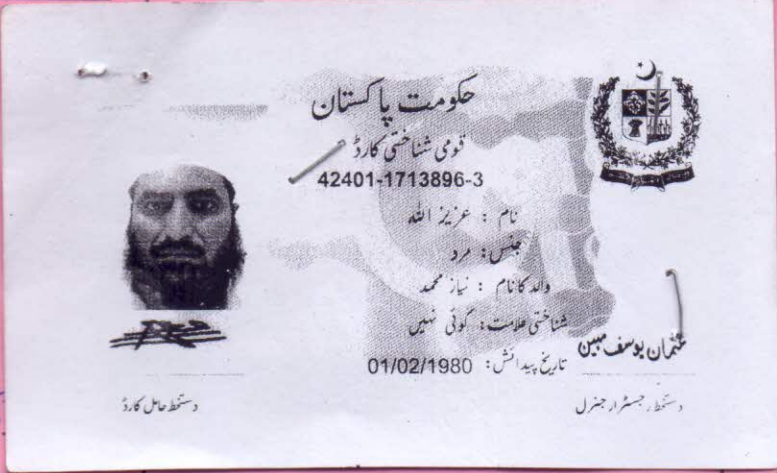 حکومت پاکستان
قومی شناختی کارڈ
42401-1713896-3
نام : عزیز اللہ
جنس: مرد
والد کا نام : نیاز محمد
شناختی علامت: کوئی نہیں
تاریخ پیدائش: 01/02/1980
عثمان یوسف مبین
دستخط رجسٹرار جنرل
دستخط حامل کارڈ